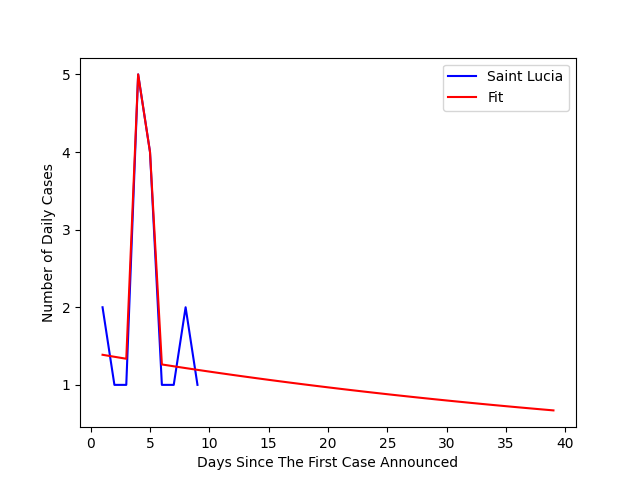 Saint Lucia
Fit
5
4
3
2
1
Number of Daily Cases
0 5 10 15 20 25 30 35 40
Days Since The First Case Announced